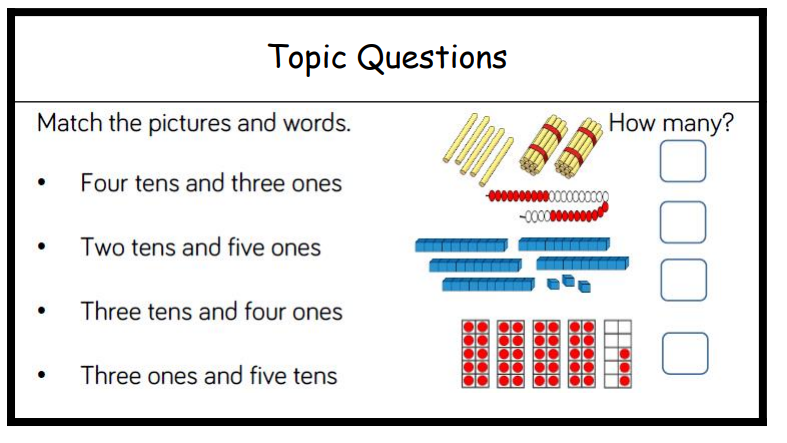 Topic Questions
Match the pictures and words.
How many?
• Four tens and three ones
• Two tens and five ones
• Three tens and four ones
• Three ones and five tens